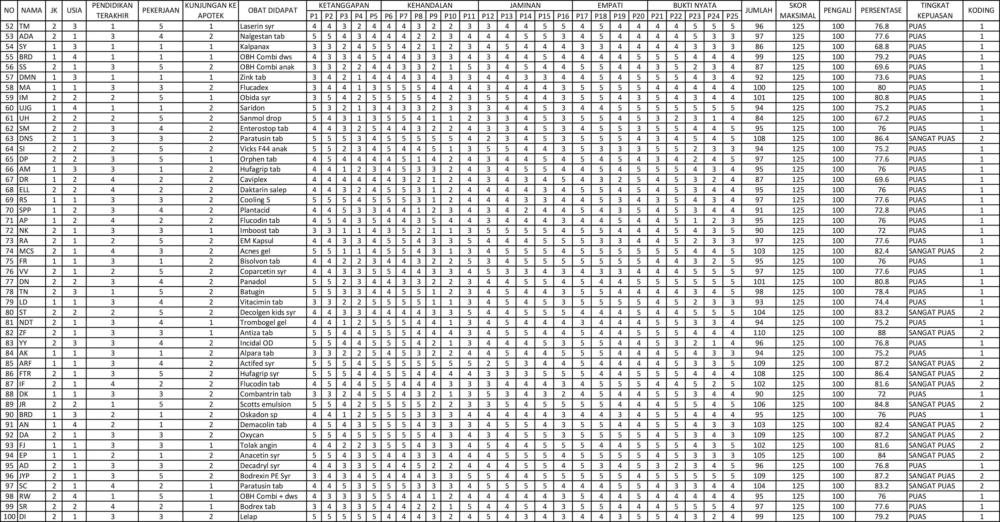 NO NAMA JK USIA PENDIDIKAN TERAKHIR PEKERJAAN KUNJUNGAN KE APOTEK OBAT DIDAPAT KETANGGAPAN KEHANDALAN JAMINAN EMPATI BUKTI NYATA JUMLAH SKOR MAKSIMAL PENGALI PERSENTASE TINGKAT KEPUASAN KODING
P1 P2 P3 P4 P5 P6 P7 P8 P9 P10 P11 P12 P13 P14 P15 P16 P17 P18 P19 P20 P21 P22 P23 P24 P25
52 TM 2 3 1 5 1 Laserin syr 4 4 3 2 4 4 4 3 2 2 3 3 4 4 5 5 4 5 4 4 4 4 5 5 5 96 125 100 76.8 PUAS 1
53 ADA 2 1 3 4 2 Nalgestan tab 5 5 4 3 4 4 4 2 2 3 4 4 4 5 5 3 4 5 4 4 4 4 5 3 3 97 125 100 77.6 PUAS 1
54 SY 1 3 1 1 1 Kalpanax 3 3 2 4 5 5 4 2 1 2 3 4 5 4 4 4 3 3 4 4 4 4 3 3 3 86 125 100 68.8 PUAS 1
55 BRD 1 4 1 1 1 OBH Combi dws 4 3 3 4 5 4 4 3 3 3 4 3 4 4 5 4 4 4 4 5 5 5 4 4 4 99 125 100 79.2 PUAS 1
56 SS 2 1 3 5 2 OBH Combi anak 3 3 2 2 4 4 3 3 2 1 5 3 4 5 4 4 5 5 4 4 3 5 2 3 4 87 125 100 69.6 PUAS 1
57 DMN 1 3 1 1 1 Zink tab 3 4 2 1 4 4 4 3 4 3 3 4 4 3 3 4 4 5 4 5 5 5 4 3 4 92 125 100 73.6 PUAS 1
58 MA 1 1 3 3 2 Flucadex 3 4 4 1 3 5 5 5 4 4 4 3 4 4 4 3 5 5 5 5 4 4 4 4 4 100 125 100 80 PUAS 1
59 IM 2 2 2 5 1 Obida syr 3 5 4 2 5 5 5 5 4 2 3 5 5 4 4 3 5 5 4 3 5 4 3 4 4 101 125 100 80.8 PUAS 1
60 UJG 1 4 1 1 2 Saridon 5 3 2 1 3 4 3 3 2 3 3 3 4 4 5 3 4 4 5 5 5 5 5 5 5 94 125 100 75.2 PUAS 1
61 UH 2 2 2 5 2 Sanmol drop 5 4 3 1 3 5 5 4 1 1 2 3 3 4 5 3 5 5 4 5 3 2 3 1 4 84 125 100 67.2 PUAS 1
62 SM 2 2 3 4 2 Enterostop tab 4 4 3 2 5 4 4 3 2 2 4 3 3 4 5 3 4 5 5 3 5 5 4 4 5 95 125 100 76 PUAS 1
63 DNS 2 1 3 3 2 Paratusin tab 5 5 5 3 4 5 5 5 5 5 4 2 3 4 5 3 5 5 5 4 3 4 5 4 5 108 125 100 86.4 SANGAT PUAS 2
64 SI 2 2 2 5 2 Vicks F44 anak 5 5 2 3 4 5 4 4 5 1 3 5 5 4 4 3 5 3 3 3 5 5 2 3 3 94 125 100 75.2 PUAS 1
65 DP 2 2 3 5 1 Orphen tab 4 5 4 4 4 4 5 1 4 2 4 3 4 4 5 4 5 4 5 4 3 4 2 4 5 97 125 100 77.6 PUAS 1
66 AM 1 3 3 1 2 Hufagrip tab 4 4 1 2 3 4 5 3 3 2 4 3 4 5 5 4 4 5 4 5 5 5 4 3 4 95 125 100 76 PUAS 1
67 DR 1 2 4 2 2 Caviplex 4 4 4 4 4 4 3 2 1 2 4 3 4 3 4 5 4 3 2 5 4 5 3 2 4 87 125 100 69.6 PUAS 1
68 ELL 2 2 4 2 2 Daktarin salep 4 4 3 2 4 5 5 3 1 2 4 4 4 4 3 4 5 5 4 5 4 5 3 4 4 95 125 100 76 PUAS 1
69 RS 1 1 3 3 2 Cooling 5 5 5 5 4 5 5 5 3 1 2 4 4 4 3 3 4 4 5 3 4 3 5 4 3 4 97 125 100 77.6 PUAS 1
70 SPP 1 2 3 4 2 Plantacid 4 4 5 3 3 4 4 1 2 3 4 3 4 2 4 4 5 4 3 5 4 5 3 4 4 91 125 100 72.8 PUAS 1
71 AP 1 2 4 2 2 Flucodin tab 4 5 4 3 5 4 4 3 5 4 4 3 4 4 4 3 4 4 5 4 4 5 1 2 3 95 125 100 76 PUAS 1
72 NK 2 1 3 3 1 Imboost tab 3 3 1 1 4 3 5 2 1 1 3 5 5 5 5 4 5 5 4 4 4 5 4 3 5 90 125 100 72 PUAS 1
73 RA 2 1 2 5 2 EM Kapsul 4 4 3 3 4 5 5 4 3 3 5 4 4 4 5 5 5 3 3 4 4 5 2 3 3 97 125 100 77.6 PUAS 1
74 MCS 2 1 4 3 2 Acnes gel 5 5 1 1 4 5 5 4 3 1 3 4 5 5 5 4 5 5 5 5 5 5 4 4 5 103 125 100 82.4 SANGAT PUAS 2
75 FR 1 1 3 1 2 Bisolvon tab 4 4 2 2 3 4 4 3 2 2 5 3 4 5 5 5 5 5 5 5 4 4 3 2 5 95 125 100 76 PUAS 1
76 VV 2 1 2 5 2 Coparcetin syr 4 4 3 3 5 5 4 4 3 3 4 5 3 3 4 3 4 3 3 4 4 4 5 5 5 97 125 100 77.6 PUAS 1
77 DN 2 2 3 4 2 Panadol 5 5 2 3 4 4 3 3 2 2 3 4 4 5 5 4 5 4 4 5 5 5 5 5 5 101 125 100 80.8 PUAS 1
78 TN 2 3 1 5 2 Batugin 5 5 3 3 4 4 5 5 1 2 3 4 5 4 4 3 5 5 4 4 4 4 3 4 5 98 125 100 78.4 PUAS 1
79 LD 1 1 3 4 2 Vitacimin tab 3 3 2 2 5 5 5 5 1 1 3 4 5 4 5 3 5 5 5 5 4 5 2 3 3 93 125 100 74.4 PUAS 1
80 ST 2 2 2 5 2 Decolgen kids syr 4 4 3 3 4 4 4 4 3 3 5 4 4 5 5 5 4 4 4 5 4 4 5 5 5 104 125 100 83.2 SANGAT PUAS 2
81 NDT 2 1 3 4 1 Trombogel gel 4 4 1 2 5 5 5 4 4 1 3 4 5 4 4 4 3 4 4 4 5 5 3 3 4 94 125 100 75.2 PUAS 1
82 ZF 2 1 3 3 1 Antiza tab 5 5 4 4 5 5 5 4 4 4 3 4 5 5 4 4 5 4 4 5 5 5 4 4 4 110 125 100 88 SANGAT PUAS 2
83 YY 2 3 3 4 2 Incidal OD 5 5 4 4 5 5 5 4 2 1 3 4 4 4 5 3 5 5 4 4 5 3 2 1 4 96 125 100 76.8 PUAS 1
84 AK 1 1 3 1 2 Alpara tab 3 3 2 2 5 4 5 3 2 2 4 4 5 4 4 5 5 5 4 4 4 5 4 3 3 94 125 100 75.2 PUAS 1
85 ARF 1 1 3 4 2 Actifed syr 5 5 5 4 5 5 5 5 5 5 5 2 5 3 4 4 5 4 4 4 4 5 3 3 5 109 125 100 87.2 SANGAT PUAS 2
86 FTR 2 1 3 5 2 Hufagrip syr 5 5 5 4 4 5 5 4 4 4 4 3 3 3 5 5 5 4 4 5 5 5 4 4 4 108 125 100 86.4 SANGAT PUAS 2
87 IF 2 1 4 2 2 Flucodin tab 4 5 4 4 5 5 4 4 4 3 3 3 4 4 4 3 4 5 5 5 4 4 5 2 5 102 125 100 81.6 SANGAT PUAS 2
88 DK 1 1 3 3 2 Combantrin tab 3 3 2 4 5 5 4 3 2 1 3 5 3 4 3 2 4 5 4 4 5 5 3 4 4 90 125 100 72 PUAS 1
89 JR 2 2 1 5 2 Scotts emulsion 5 5 4 2 5 5 5 5 2 2 3 3 5 4 5 5 5 5 4 4 4 5 5 4 5 106 125 100 84.8 SANGAT PUAS 2
90 BRD 1 3 2 1 2 Oskadon sp 4 4 1 2 5 5 5 3 3 3 4 4 4 4 4 3 4 4 3 4 5 5 4 4 4 95 125 100 76 PUAS 1
91 AN 1 4 2 1 2 Demacolin tab 4 5 4 3 5 5 5 4 3 3 3 4 5 5 4 3 5 5 4 4 5 5 4 3 3 103 125 100 82.4 SANGAT PUAS 2
92 DA 2 1 3 3 2 Oxycan 5 5 4 5 5 5 5 5 4 3 4 3 4 5 5 3 5 5 5 5 4 5 3 4 3 109 125 100 87.2 SANGAT PUAS 2
93 FJ 1 1 3 3 1 Tolak angin 4 4 2 2 3 5 5 4 3 3 4 5 4 4 5 5 5 4 4 5 5 5 4 3 5 102 125 100 81.6 SANGAT PUAS 2
94 EP 1 1 2 1 2 Anacetin syr 5 5 4 3 5 4 4 3 3 4 4 4 5 5 5 4 5 5 5 5 4 5 3 3 3 105 125 100 84 SANGAT PUAS 2
95 AD 2 1 3 3 2 Decadryl syr 4 4 3 3 5 4 4 5 2 2 4 4 4 5 5 4 5 3 4 5 3 2 3 4 5 96 125 100 76.8 PUAS 1
96 JYP 2 1 3 5 2 Bodrexin PE Syr 3 4 3 4 5 4 4 4 3 3 5 5 4 4 5 5 5 5 5 4 5 5 5 5 5 109 125 100 87.2 SANGAT PUAS 2
97 SC 2 1 4 2 1 Paratusin tab 4 4 5 3 5 5 5 3 3 3 4 5 5 5 5 4 4 4 5 5 4 3 3 4 4 104 125 100 83.2 SANGAT PUAS 2
98 RW 2 4 1 5 1 OBH Combi + dws 4 3 3 3 5 5 4 4 1 2 4 4 4 4 4 3 5 4 4 5 4 4 4 4 4 95 125 100 76 PUAS 1
99 SR 2 2 4 2 1 Bodrex tab 3 4 3 3 5 4 4 2 2 1 5 4 4 5 4 3 5 5 4 4 4 5 5 5 4 97 125 100 77.6 PUAS 1
100 DI 2 1 3 3 2 Lelap 5 5 5 5 5 4 4 4 3 2 4 5 4 3 4 3 4 4 3 5 5 4 3 2 4 99 125 100 79.2 PUAS 1